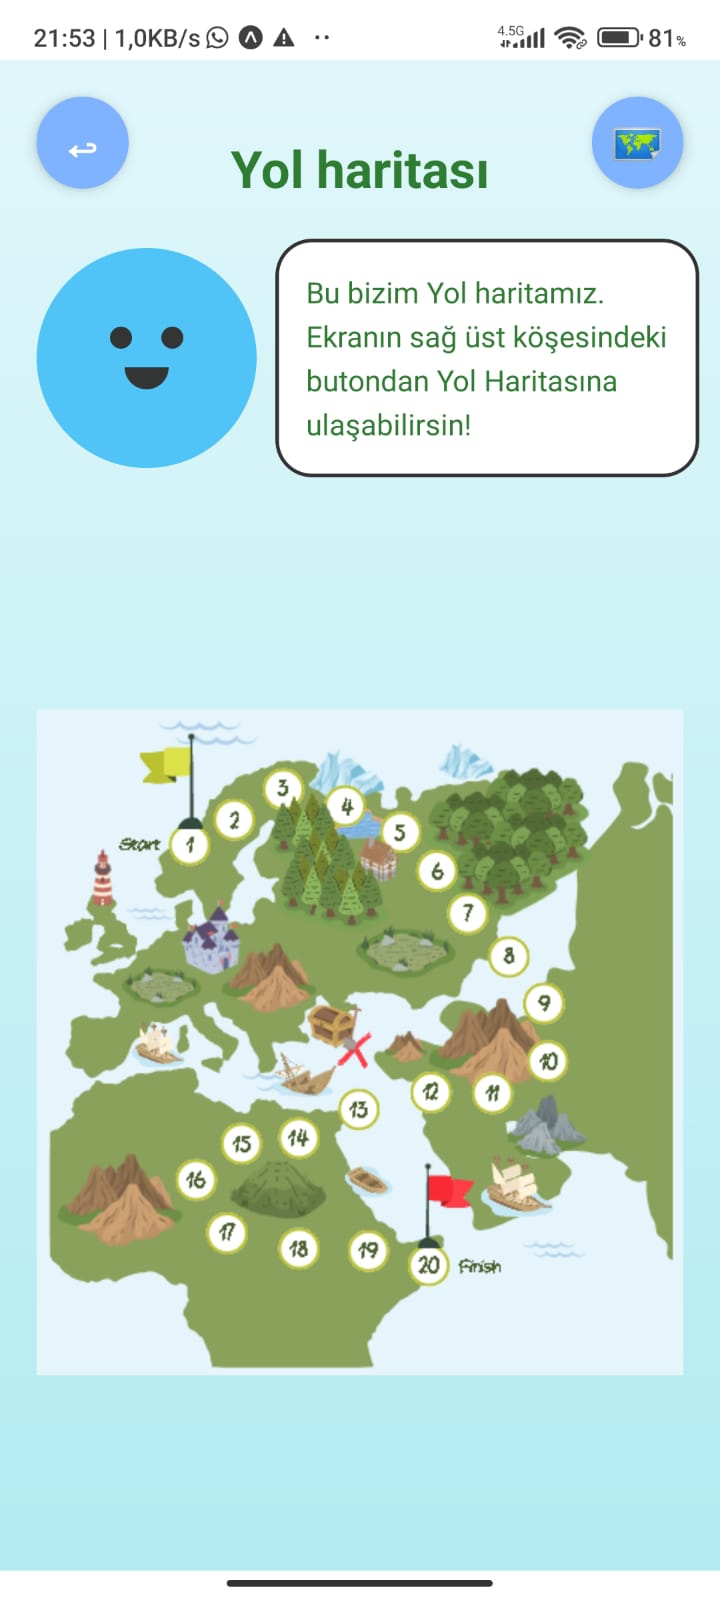 21:53 | 1,0KB/s 4.5G 81%
Yol haritası
Bu bizim Yol haritamız.
Ekranın sağ üst köşesindeki
butondan Yol Haritasına
ulaşabilirsin!
3
4
2
5
Start 1
6
7
8
9
10
12 11
13
15 14
16
17
18 19
20 Finish